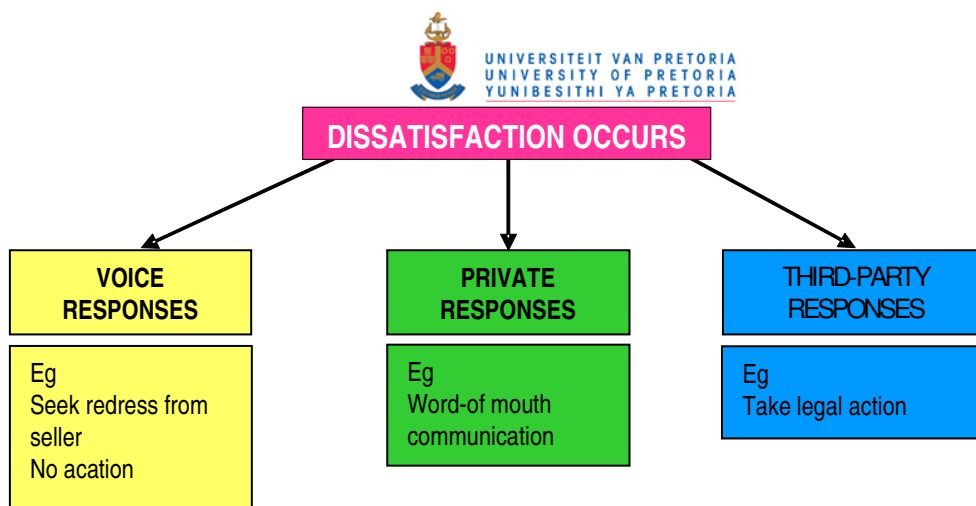 UNIVERSITEIT VAN PRETORIA
UNIVERSITY OF PRETORIA
YUNIBESITHI YA PRETORIA
DISSATISFACTION OCCURS
VOICE
RESPONSES
Eg
Seek redress from
seller
No acation
PRIVATE
RESPONSES
Eg
Word-of mouth
communication
THIRD-PARTY
RESPONSES
Eg
Take legal action